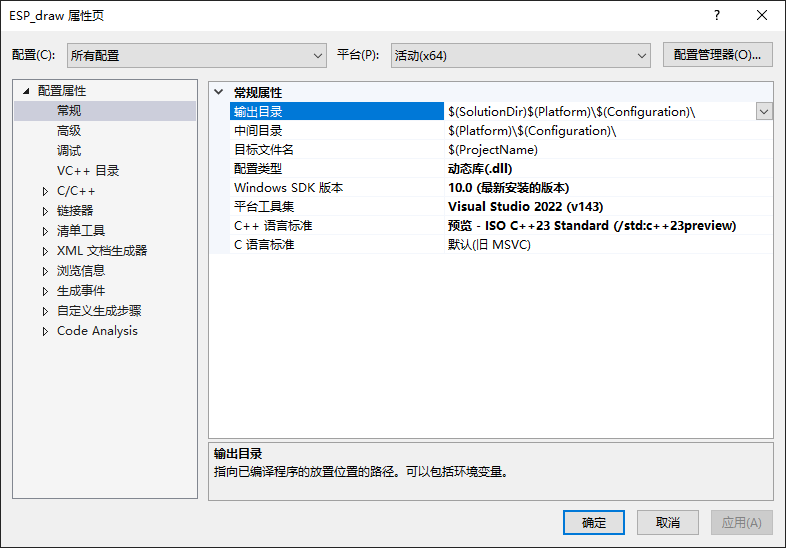 ESP_draw 属性页
配置(C): 所有配置 平台(P): 活动(x64) 配置管理器(O)...
配置属性
常规
高级
调试
VC++ 目录
C/C++
链接器
清单工具
XML 文档生成器
浏览信息
生成事件
自定义生成步骤
Code Analysis
常规属性
输出目录 $(SolutionDir)$(Platform)\$(Configuration)\
中间目录 $(Platform)\$(Configuration)\
目标文件名 $(ProjectName)
配置类型 动态库(.dll)
Windows SDK 版本 10.0 (最新安装的版本)
平台工具集 Visual Studio 2022 (v143)
C++ 语言标准 预览 - ISO C++23 Standard (/std:c++23preview)
C 语言标准 默认(旧 MSVC)
输出目录
指向已编译程序的放置位置的路径。可以包括环境变量。
确定 取消 应用(A)